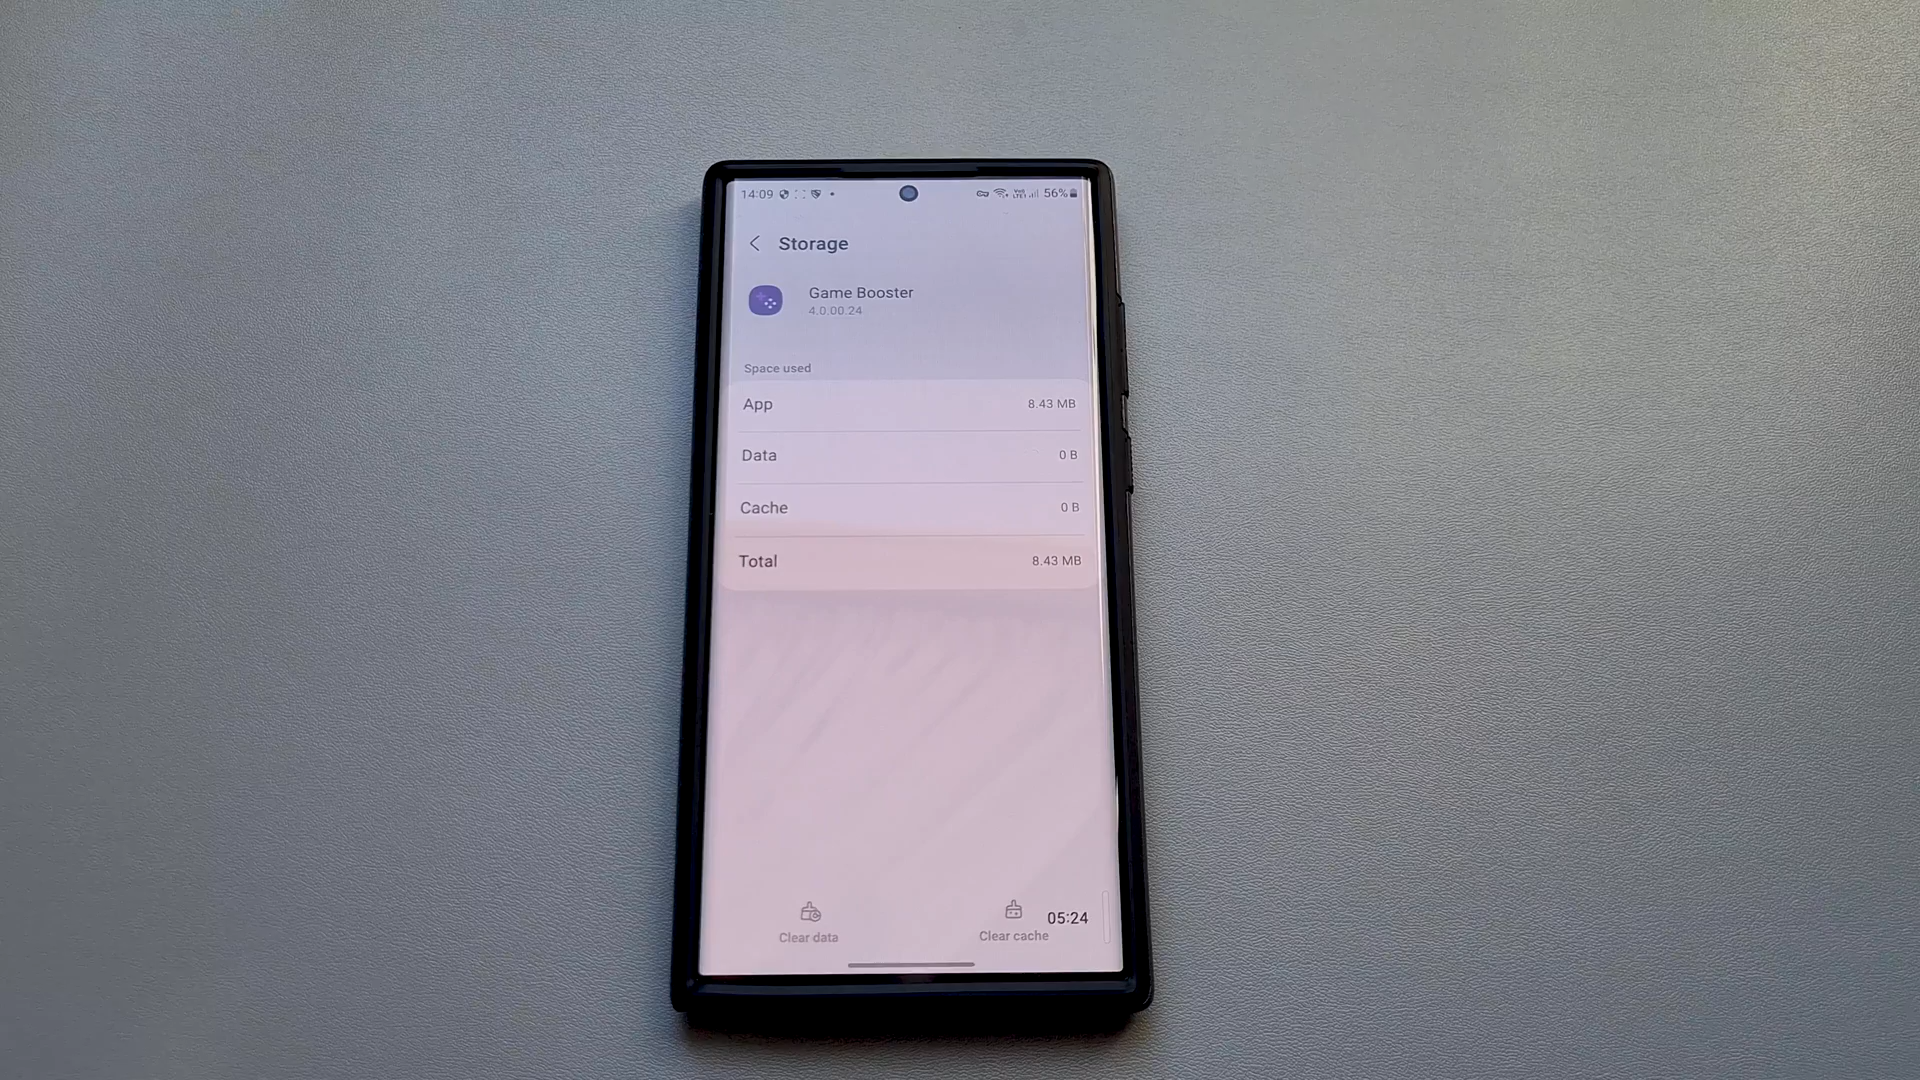 14:09 56%
Storage
Game Booster
4.0.00.24
Space used
App 8.43 MB
Data 0 B
Cache 0 B
Total 8.43 MB
05:24
Clear data Clear cache